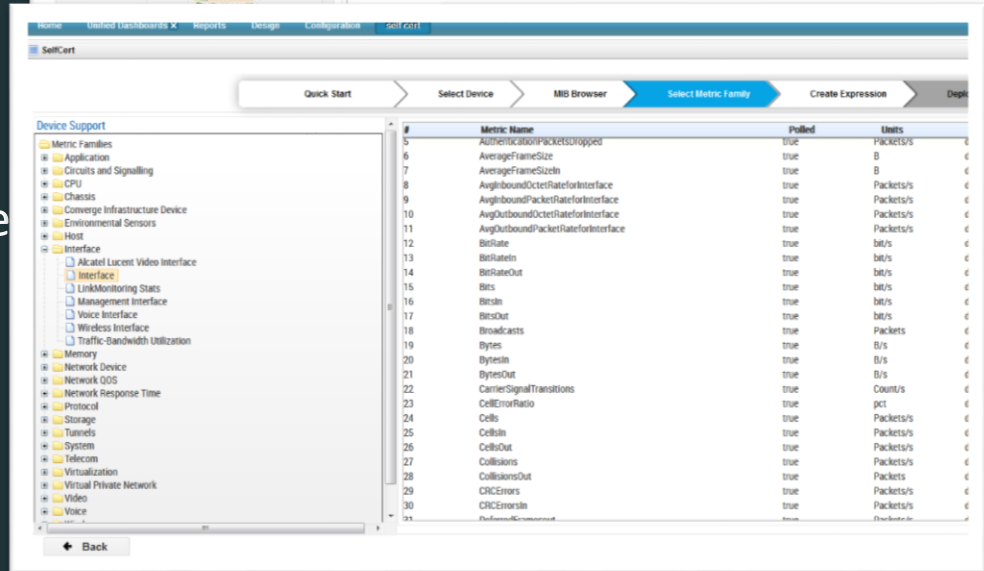 Home Unified Dashboards X Reports Design Configuration self cert
SelfCert
Quick Start Select Device MIB Browser Select Metric Family Create Expression
Device Support
Metric Families
Application
Circuits and Signalling
CPU
Chassis
Converge Infrastructure Device
Environmental Sensors
Host
Interface
Alcatel Lucent Video Interface
Interface
LinkMonitoring Stats
Management Interface
Voice Interface
Wireless Interface
Traffic-Bandwidth Utilization
Memory
Network Device
Network QOS
Network Response Time
Protocol
Storage
Tunnels
System
Telecom
Virtualization
Virtual Private Network
Video
Voice
# Metric Name Polled Units
5 AuthenticationPacketsDropped true Packets/s
6 AverageFrameSize true B
7 AverageFrameSizeIn true B
8 AvgInboundOctetRateforInterface true Packets/s
9 AvgInboundPacketRateforInterface true Packets/s
10 AvgOutboundOctetRateforInterface true Packets/s
11 AvgOutboundPacketRateforInterface true Packets/s
12 BitRate true bit/s
13 BitRateIn true bit/s
14 BitRateOut true bit/s
15 Bits true bit/s
16 BitsIn true bit/s
17 BitsOut true bit/s
18 Broadcasts true Packets
19 Bytes true B/s
20 BytesIn true B/s
21 BytesOut true B/s
22 CarrierSignalTransitions true Count/s
23 CellErrorRatio true pct
24 Cells true Packets/s
25 CellsIn true Packets/s
26 CellsOut true Packets/s
27 Collisions true Packets/s
28 CollisionsOut true Packets
29 CRCErrors true Packets/s
30 CRCErrorsIn true Packets/s
Back